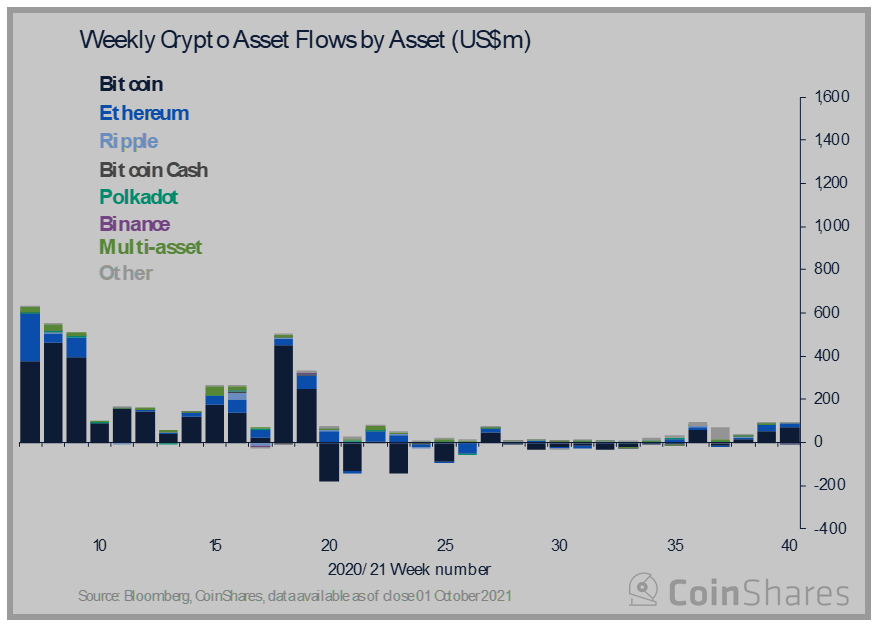 Weekly Crypto Asset Flows by Asset (US$m)
Bitcoin
Ethereum
Ripple
Bitcoin Cash
Polkadot
Binance
Multi-asset
Other
1,600
1,400
1,200
1,000
800
600
400
200
0
-200
-400
10 15 20 25 30 35 40
2020/21 Week number
Source: Bloomberg, CoinShares, data available as of close 01 October 2021
CoinShares